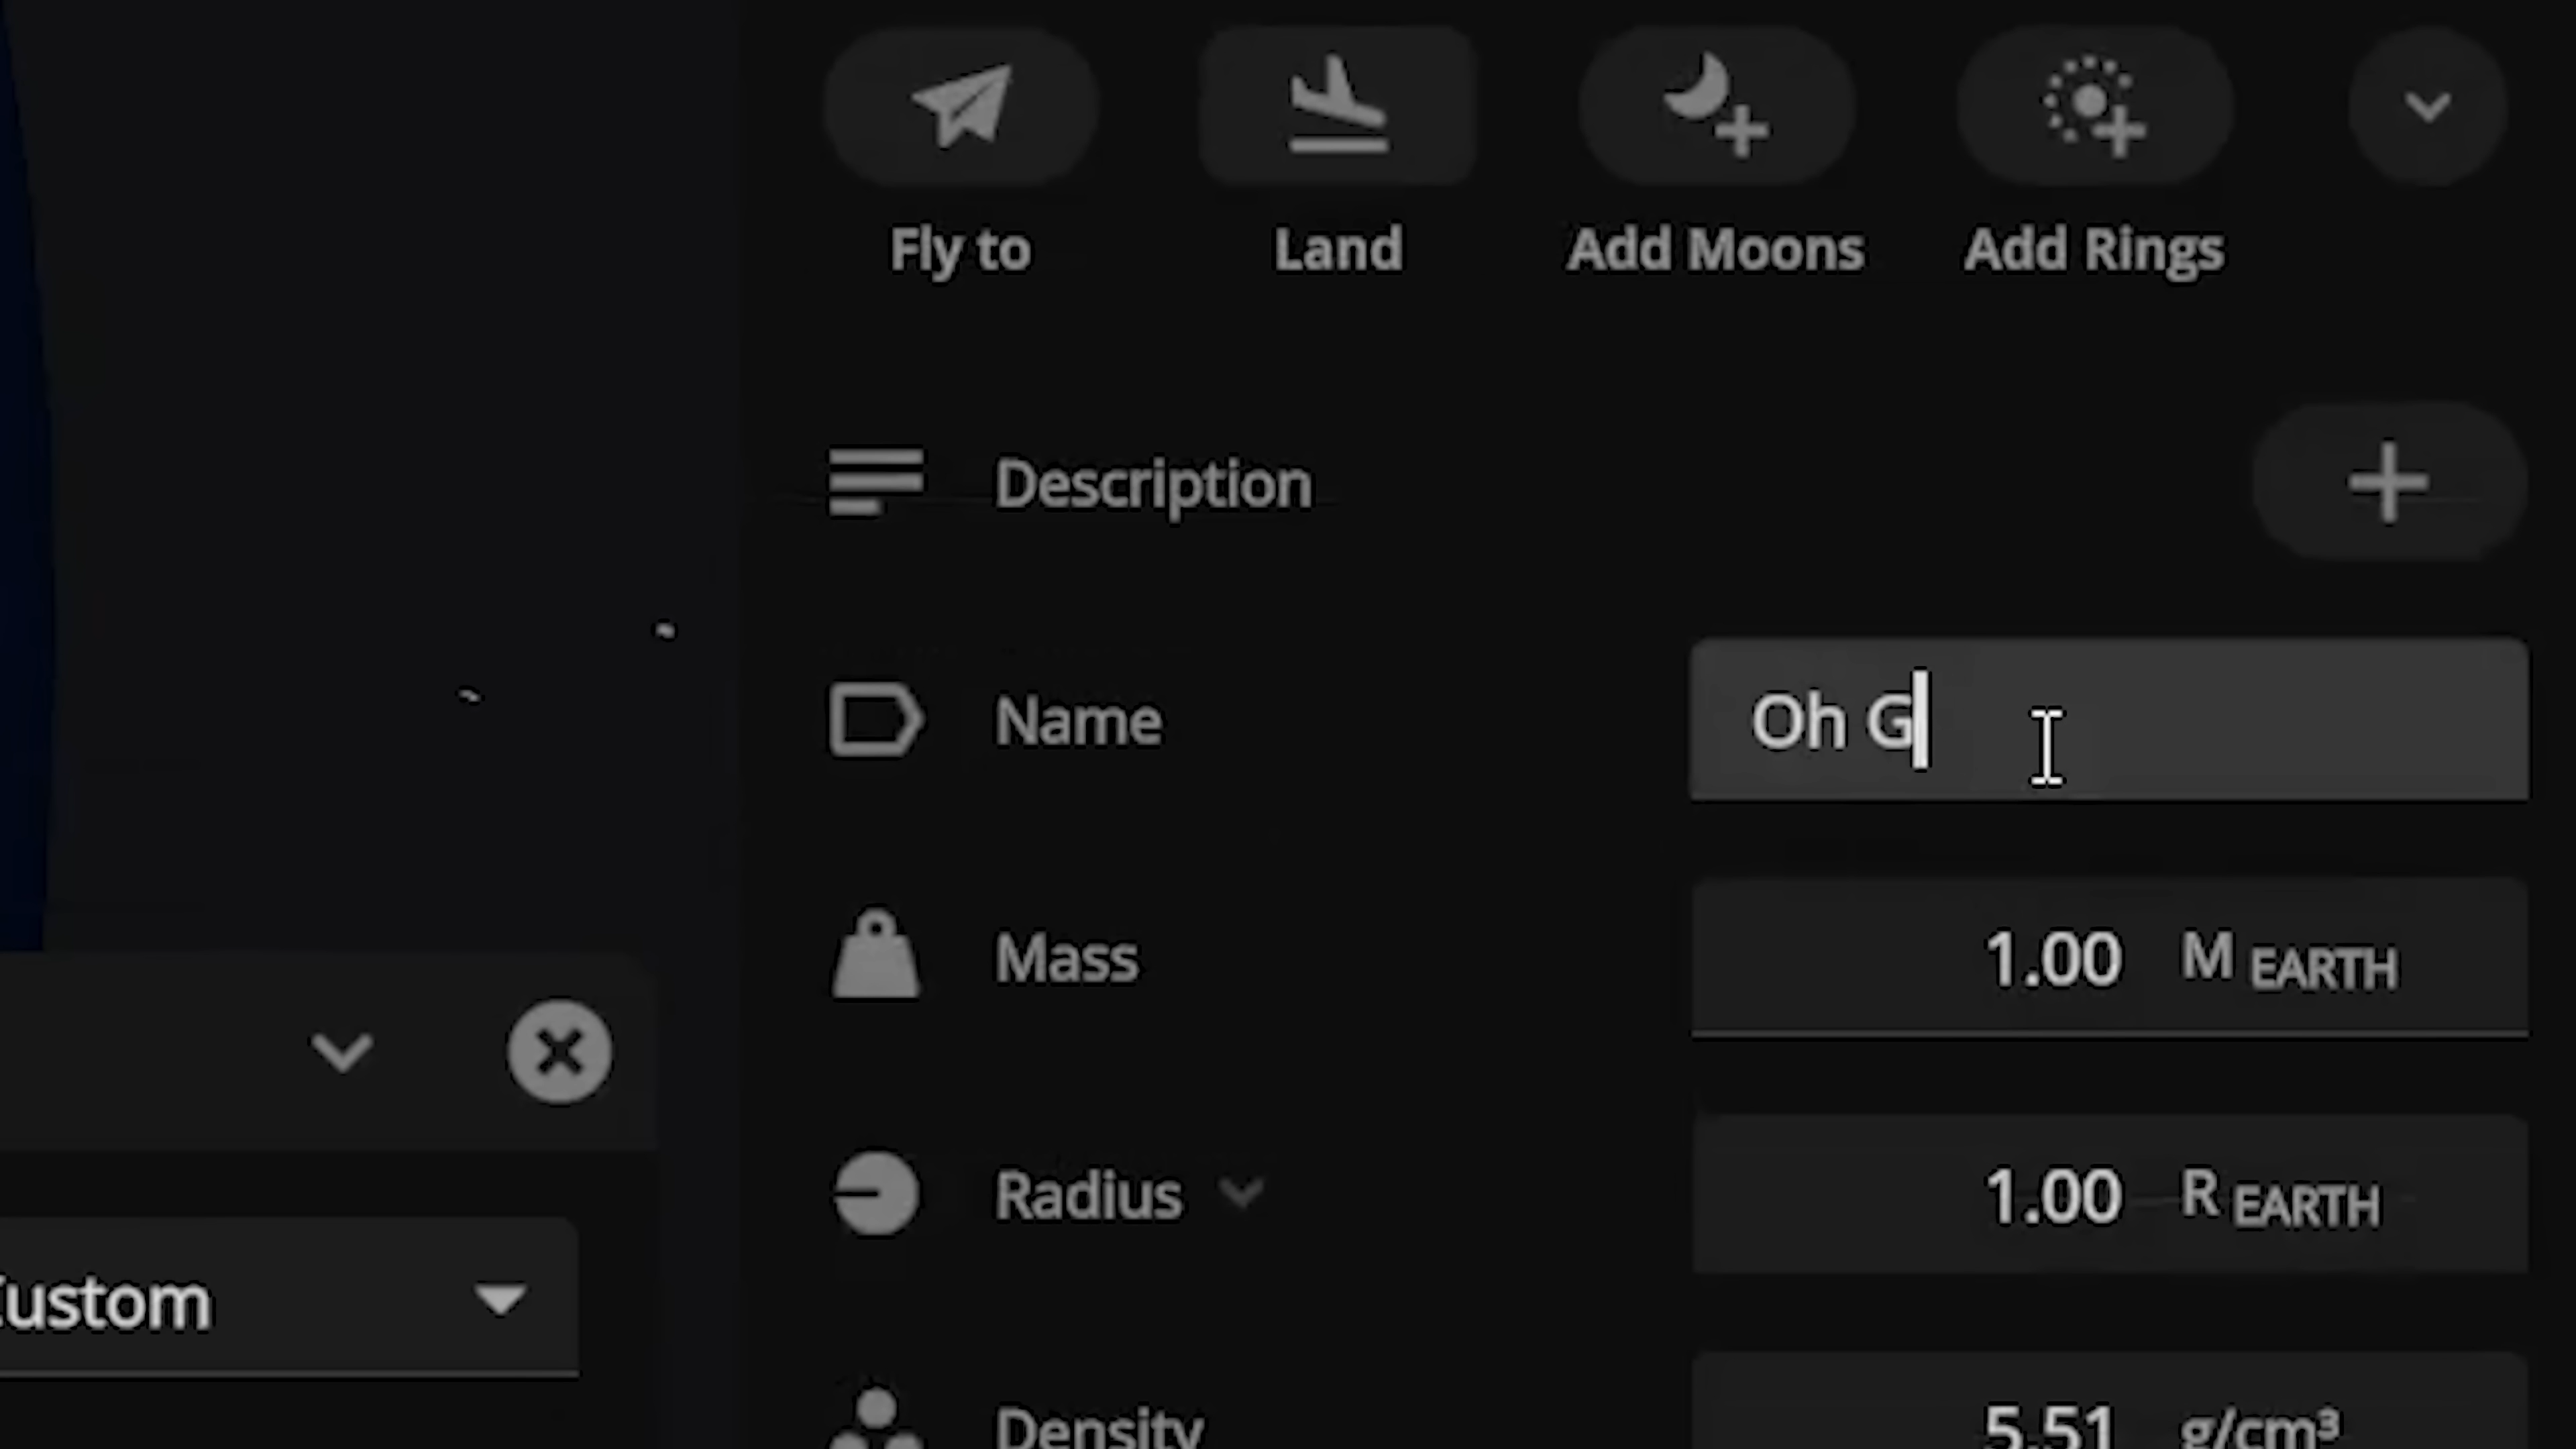 Fly to
Land
Add Moons
Add Rings
Description
Name
Oh G
Mass
1.00 M EARTH
Radius
1.00 R EARTH
Custom
Density
5.51 g/cm³